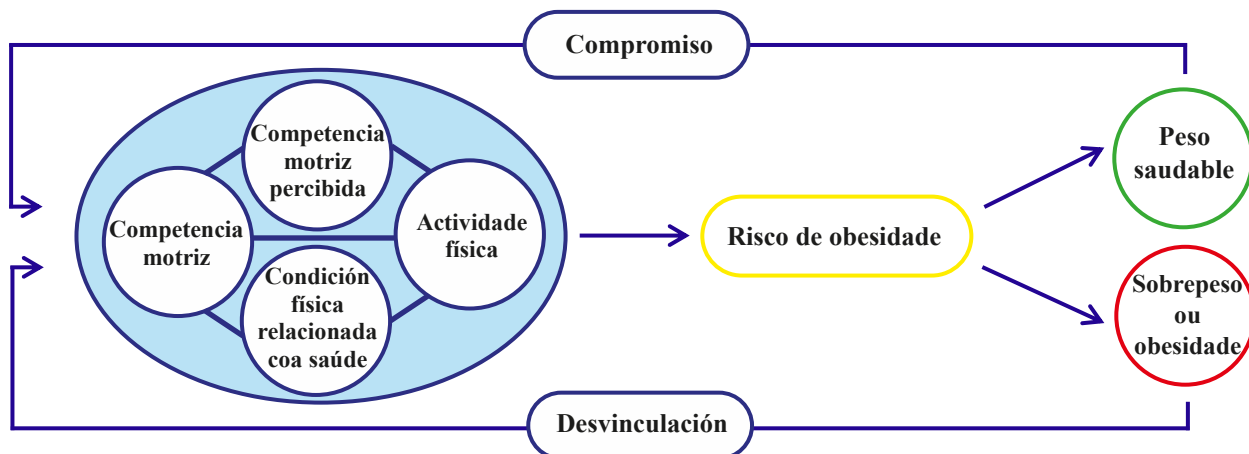 Compromiso
Competencia
motriz
percibida
Competencia
motriz
Actividade
física
Condición
física
relacionada
coa saúde
Risco de obesidade
Peso
saudable
Sobrepeso
ou
obesidade
Desvinculación